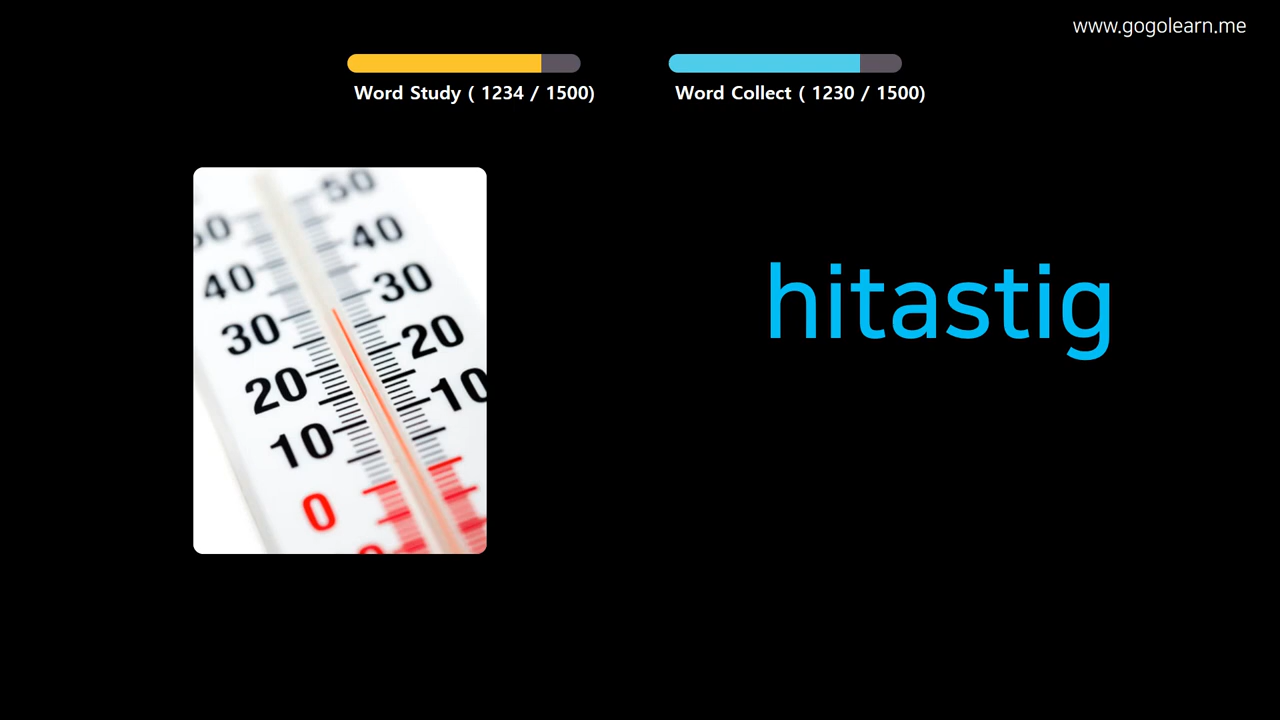 www.gogolearn.me
Word Study ( 1234 / 1500)
Word Collect ( 1230 / 1500)
hitastig
50
50
40
40
30
30
20
20
10
10
0